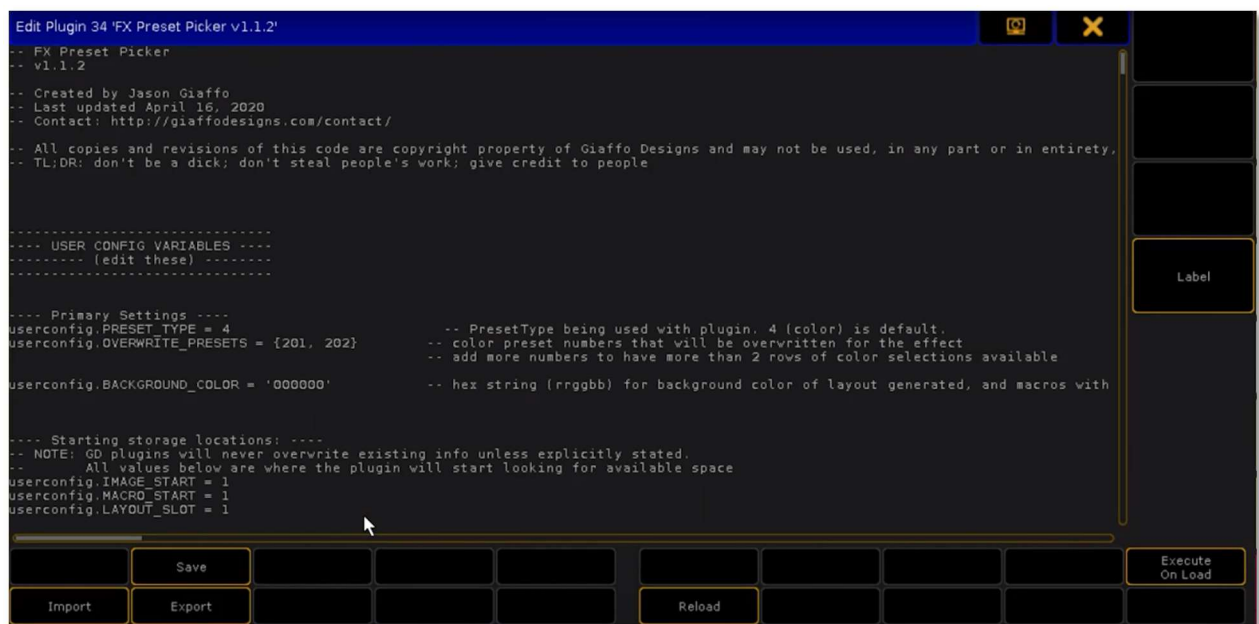 Edit Plugin 34 'FX Preset Picker v1.1.2'
-- FX Preset Picker
-- v1.1.2
-- Created by Jason Giaffo
-- Last updated April 16, 2020
-- Contact: http://giaffodesigns.com/contact/
-- All copies and revisions of this code are copyright property of Giaffo Designs and may not be used, in any part or in entirety,
-- TL;DR: don't be a dick; don't steal people's work; give credit to people
------------------------------
---- USER CONFIG VARIABLES ----
--------- (edit these) --------
------------------------------
---- Primary Settings ----
userconfig.PRESET_TYPE = 4 -- PresetType being used with plugin. 4 (color) is default.
userconfig.OVERWRITE_PRESETS = {201, 202} -- color preset numbers that will be overwritten for the effect
-- add more numbers to have more than 2 rows of color selections available
userconfig.BACKGROUND_COLOR = '000000' -- hex string (rrggbb) for background color of layout generated, and macros with
---- Starting storage locations: ----
-- NOTE: GD plugins will never overwrite existing info unless explicitly stated.
-- All values below are where the plugin will start looking for available space
userconfig.IMAGE_START = 1
userconfig.MACRO_START = 1
userconfig.LAYOUT_SLOT = 1
Label
Save
Execute
On Load
Import
Export
Reload